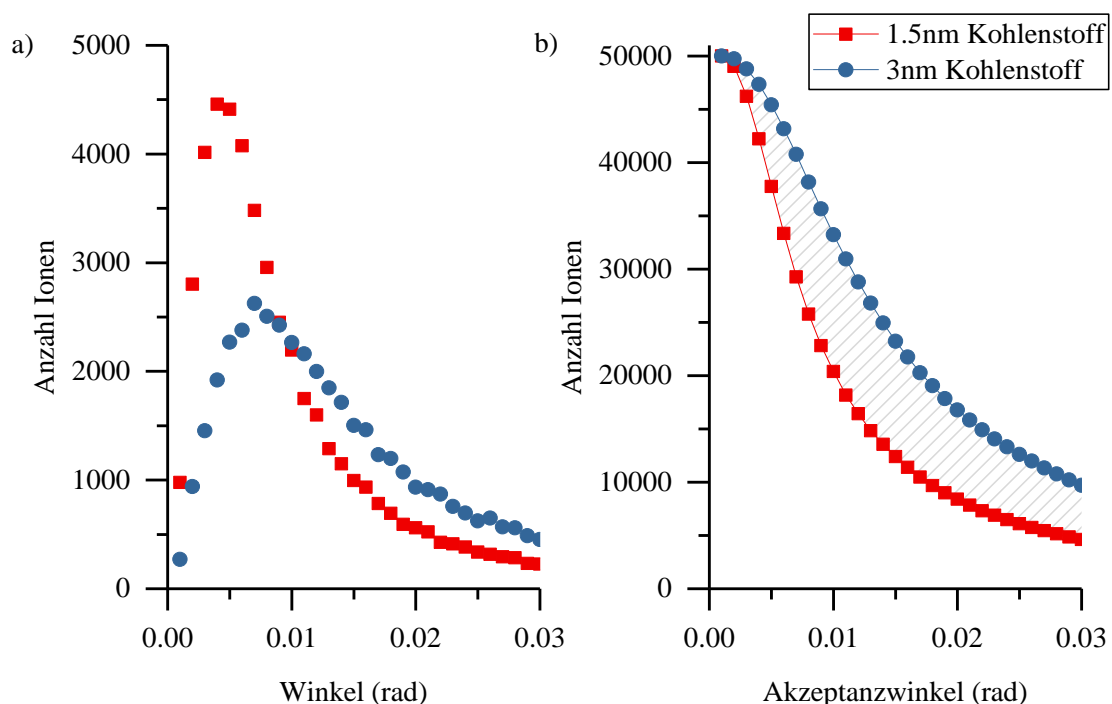 a)
5000
4000
3000
2000
1000
0
Anzahl Ionen
0.00
0.01
0.02
0.03
Winkel (rad)
b)
1.5nm Kohlenstoff
3nm Kohlenstoff
50000
40000
30000
20000
10000
0
Anzahl Ionen
0.00
0.01
0.02
0.03
Akzeptanzwinkel (rad)